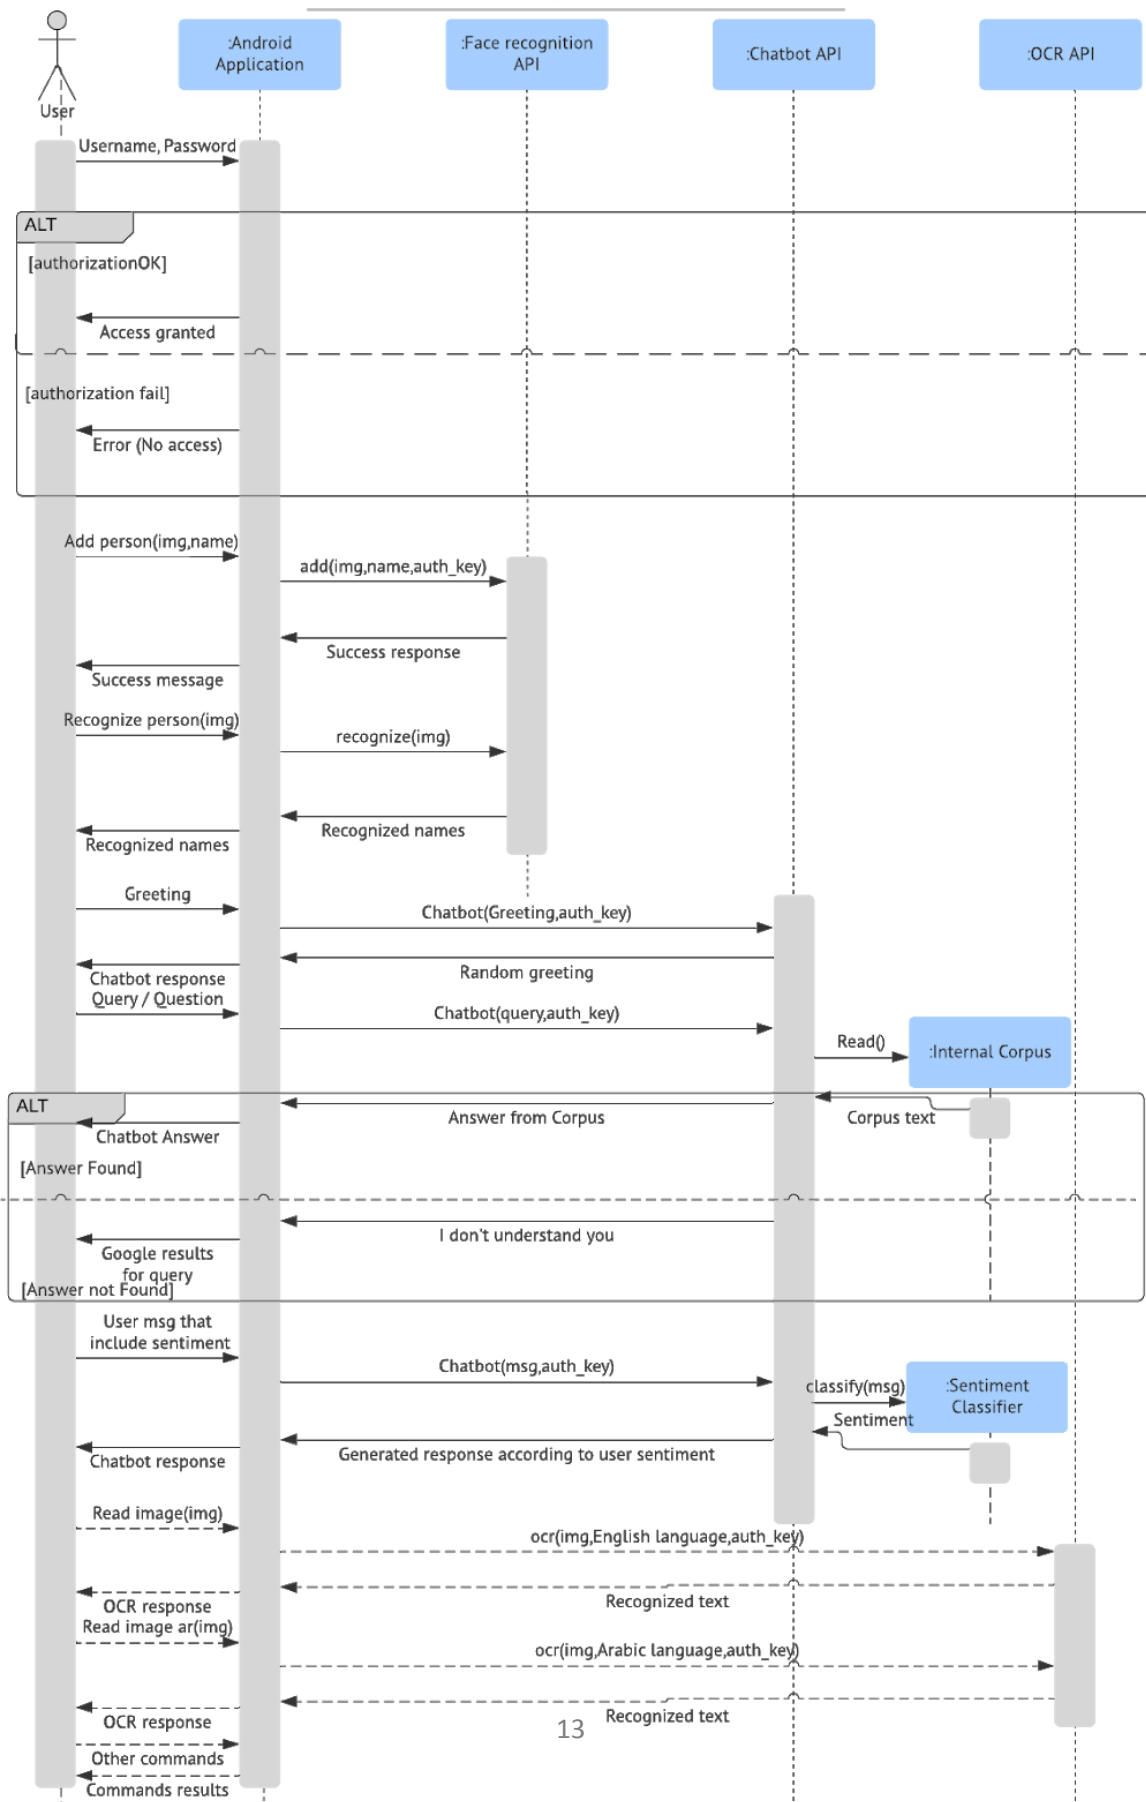 :Android
Application
:Face recognition
API
:Chatbot API
:OCR API
User
Username, Password
ALT
[authorizationOK]
Access granted
[authorization fail]
Error (No access)
Add person(img,name)
add(img,name,auth_key)
Success response
Success message
Recognize person(img)
recognize(img)
Recognized names
Recognized names
Greeting
Chatbot(Greeting,auth_key)
Random greeting
Chatbot response
Query / Question
Chatbot(query,auth_key)
Read()
:Internal Corpus
ALT
Answer from Corpus
Corpus text
Chatbot Answer
[Answer Found]
I don't understand you
Google results
for query
[Answer not Found]
User msg that
include sentiment
Chatbot(msg,auth_key)
classify(msg)
:Sentiment
Classifier
Sentiment
Generated response according to user sentiment
Chatbot response
Read image(img)
ocr(img,English language,auth_key)
Recognized text
OCR response
Read image ar(img)
ocr(img,Arabic language,auth_key)
Recognized text
OCR response
13
Other commands
Commands results